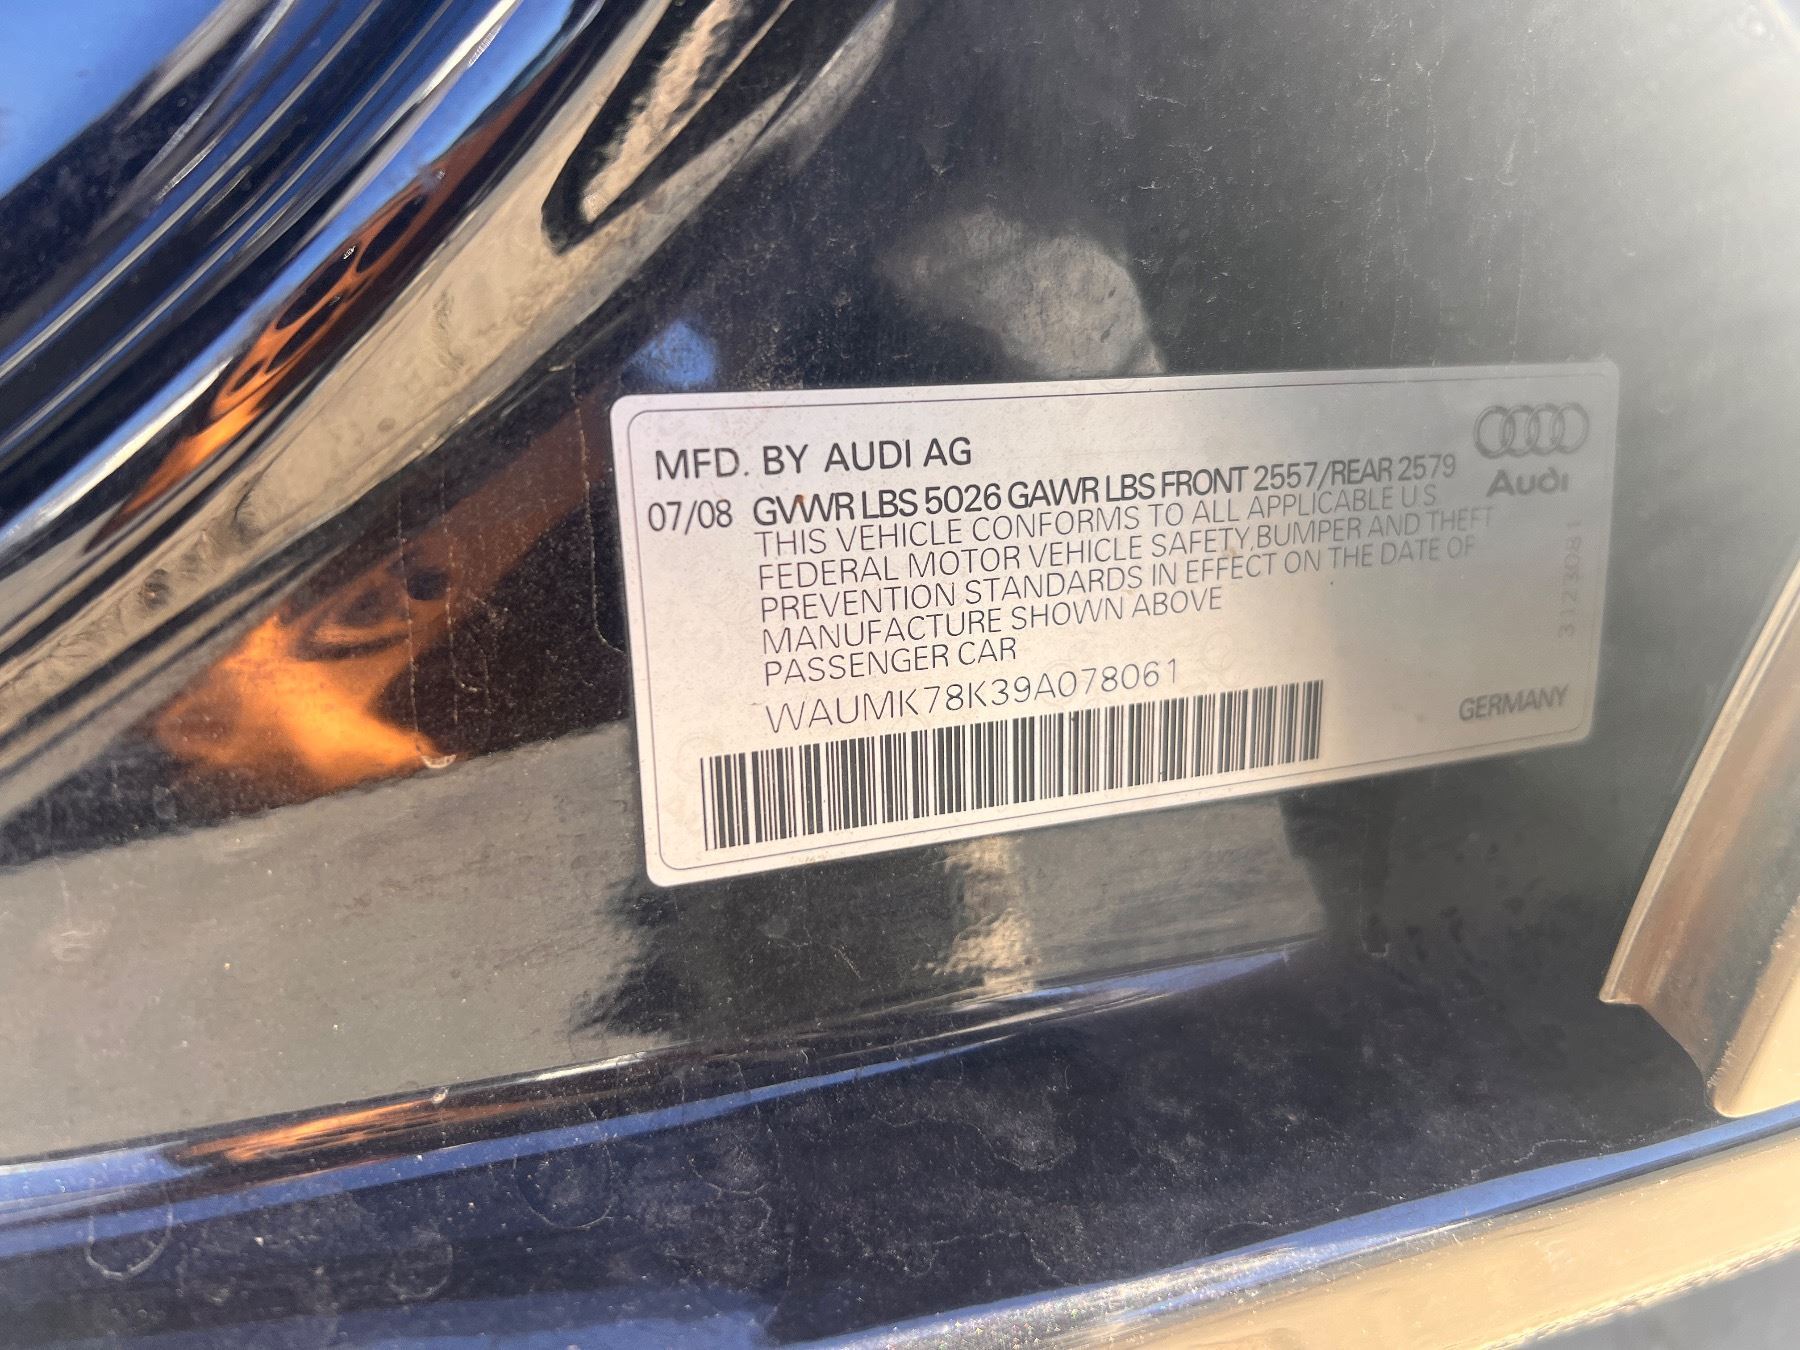 MFD. BY AUDI AG
07/08 GVWR LBS 5026 GAWR LBS FRONT 2557/REAR 2579
THIS VEHICLE CONFORMS TO ALL APPLICABLE U.S.
FEDERAL MOTOR VEHICLE SAFETY, BUMPER AND THEFT
PREVENTION STANDARDS IN EFFECT ON THE DATE OF
MANUFACTURE SHOWN ABOVE
PASSENGER CAR
WAUMK78K39A078061
Audi
3123081
GERMANY